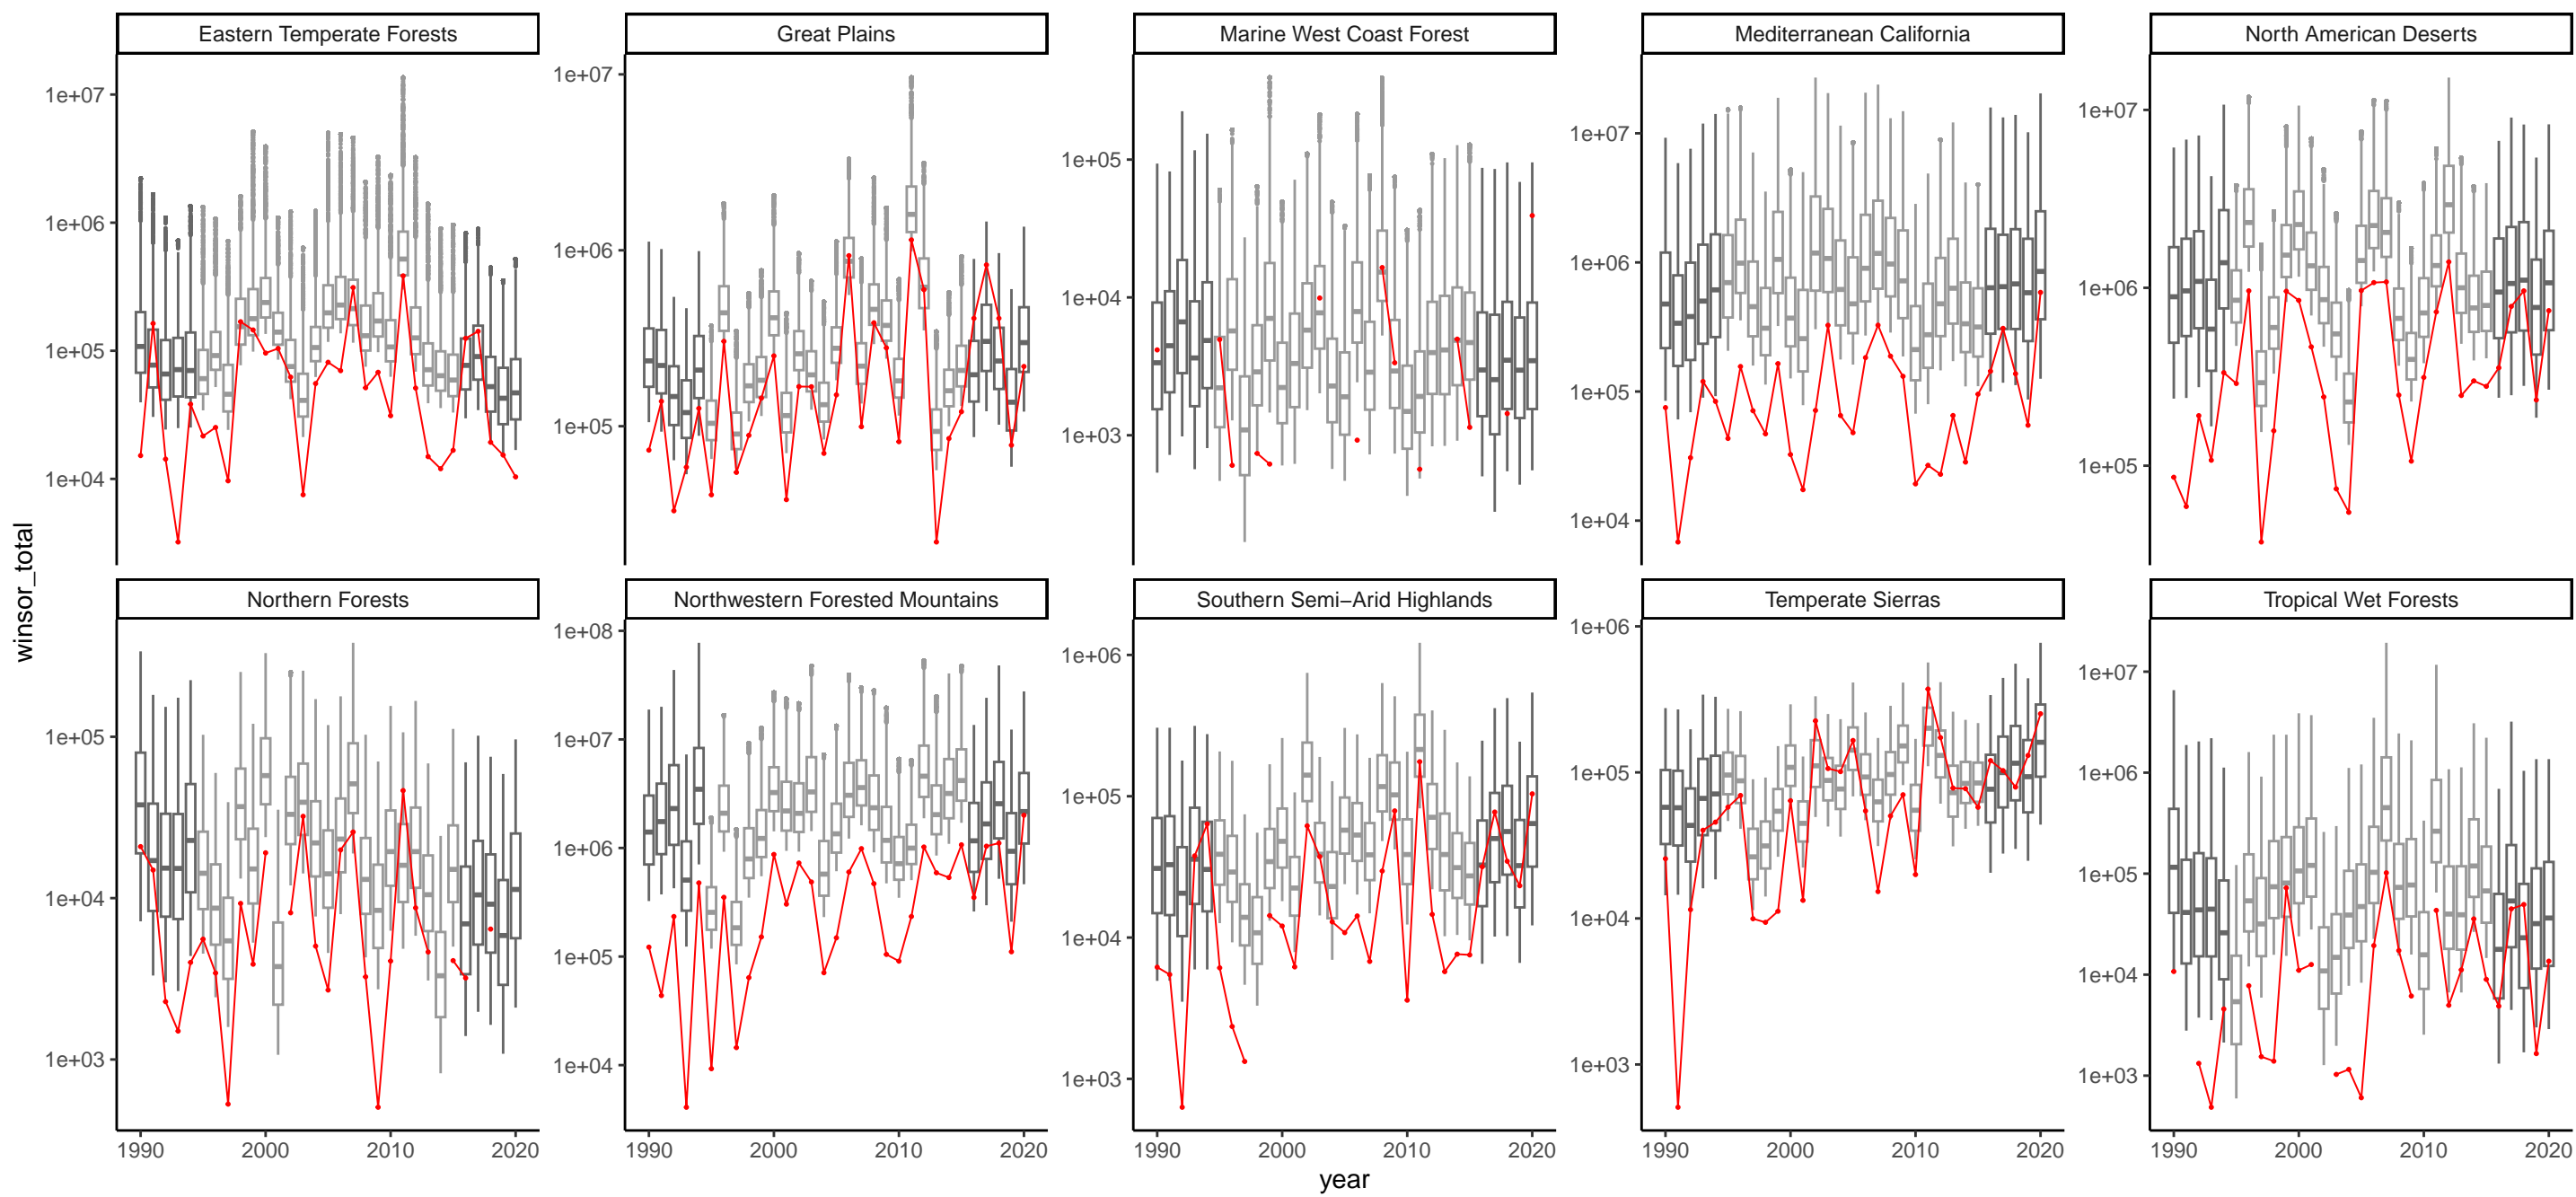 Eastern Temperate Forests
Great Plains
Marine West Coast Forest
Mediterranean California
North American Deserts
1e+07
1e+06
1e+05
1e+04
1e+07
1e+06
1e+05
1e+05
1e+04
1e+03
1e+07
1e+06
1e+05
1e+04
1e+07
1e+06
1e+05
winsor_total
Northern Forests
Northwestern Forested Mountains
Southern Semi−Arid Highlands
Temperate Sierras
Tropical Wet Forests
1e+05
1e+04
1e+03
1e+08
1e+07
1e+06
1e+05
1e+04
1e+06
1e+05
1e+04
1e+03
1e+06
1e+05
1e+04
1e+03
1e+07
1e+06
1e+05
1e+04
1e+03
1990 2000 2010 2020
1990 2000 2010 2020
1990 2000 2010 2020
1990 2000 2010 2020
1990 2000 2010 2020
year